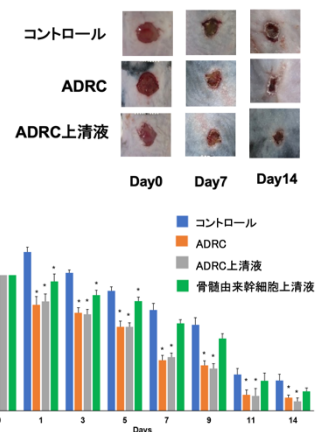 コントロール
ADRC
ADRC上清液
Day0 Day7 Day14
コントロール
ADRC
ADRC上清液
骨髄由来幹細胞上清液
* * * * * * * * * * * * * * * * * *
0 1 3 5 7 9 11 14
Days